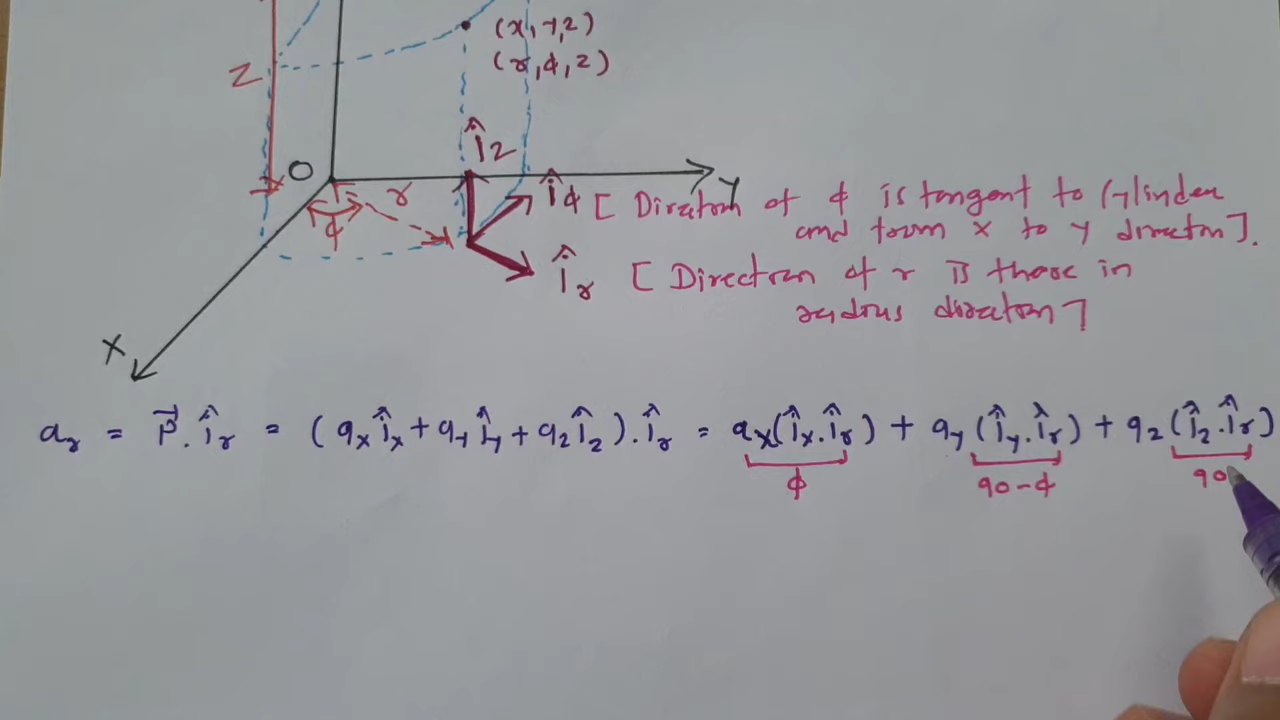 (x, y, z)
(r, ϕ, z)
Z
î_z
O
r
Y
î_ϕ [ Direction of ϕ is tangent to Cylinder
and from x to y direction ].
ϕ
î_r [ Direction of r is there in
radius direction ]
X
a_r = P⃗ . î_r = ( a_x î_x + a_y î_y + a_z î_z ) . î_r = a_x ( î_x . î_r ) + a_y ( î_y . î_r ) + a_z ( î_z . î_r )
ϕ 90 - ϕ 90